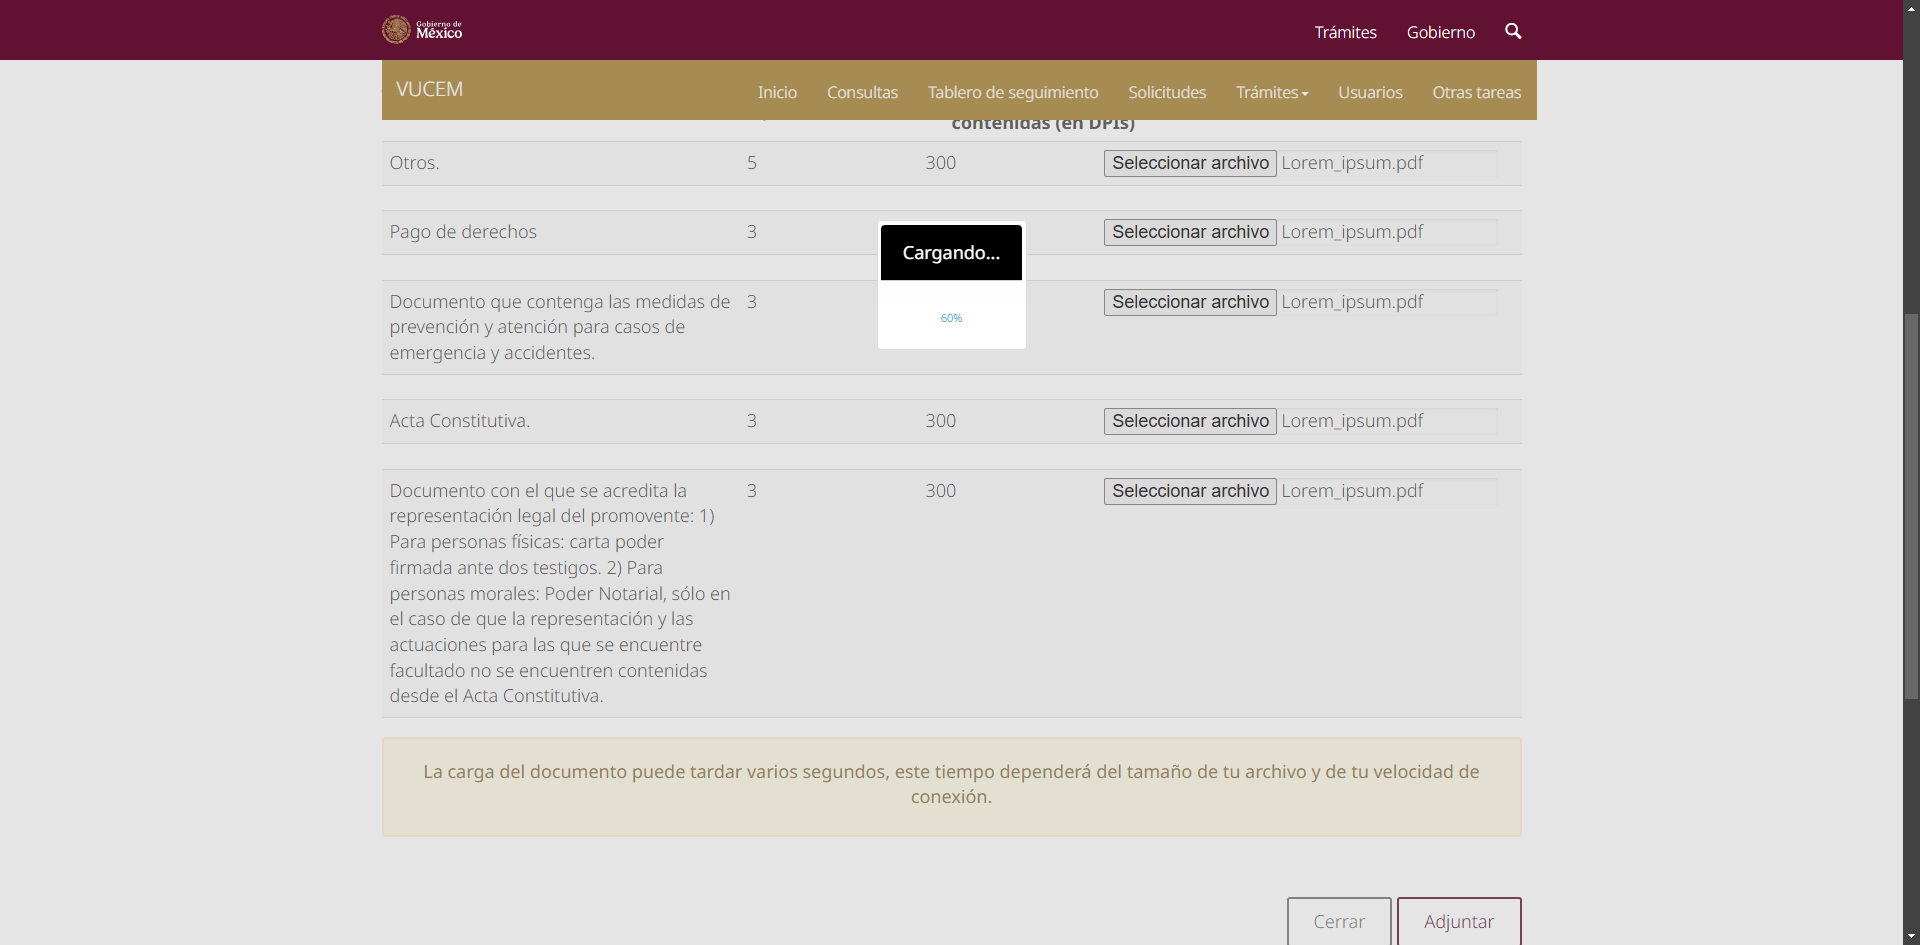 Gobierno de
México
Trámites Gobierno
VUCEM
Inicio Consultas Tablero de seguimiento Solicitudes Trámites Usuarios Otras tareas
contenidas (en DPIs)
Otros. 5 300 Seleccionar archivo Lorem_ipsum.pdf
Pago de derechos 3 Seleccionar archivo Lorem_ipsum.pdf
Cargando...
60%
Documento que contenga las medidas de 3 Seleccionar archivo Lorem_ipsum.pdf
prevención y atención para casos de
emergencia y accidentes.
Acta Constitutiva. 3 300 Seleccionar archivo Lorem_ipsum.pdf
Documento con el que se acredita la 3 300 Seleccionar archivo Lorem_ipsum.pdf
representación legal del promovente: 1)
Para personas físicas: carta poder
firmada ante dos testigos. 2) Para
personas morales: Poder Notarial, sólo en
el caso de que la representación y las
actuaciones para las que se encuentre
facultado no se encuentren contenidas
desde el Acta Constitutiva.
La carga del documento puede tardar varios segundos, este tiempo dependerá del tamaño de tu archivo y de tu velocidad de
conexión.
Cerrar Adjuntar